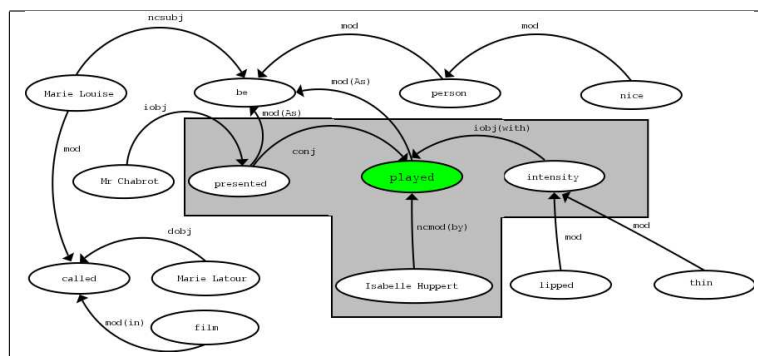 ncsubj
mod
mod
Marie Louise
be
person
nice
mod(As)
iobj
mod(As)
iobj(with)
mod
conj
Mr Chabrot
presented
played
intensity
dobj
ncmod(by)
mod
mod
called
Marie Latour
Isabelle Huppert
lipped
thin
mod(in)
film